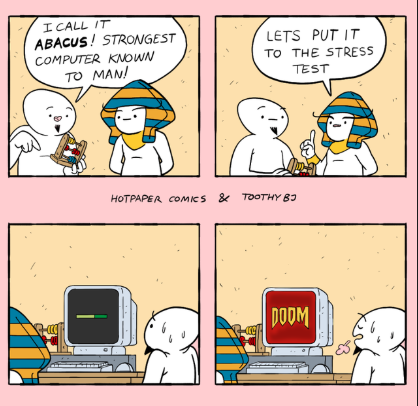 I CALL IT
ABACUS! STRONGEST
COMPUTER KNOWN
TO MAN!
LETS PUT IT
TO THE STRESS
TEST
HOTPAPER COMICS & TOOTHY BJ
DOOM